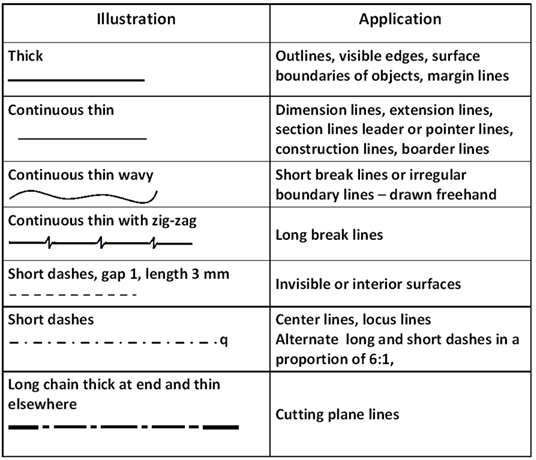 Illustration
Application
Thick
Outlines, visible edges, surface
boundaries of objects, margin lines
Continuous thin
Dimension lines, extension lines,
section lines leader or pointer lines,
construction lines, boarder lines
Continuous thin wavy
Short break lines or irregular
boundary lines – drawn freehand
Continuous thin with zig-zag
Long break lines
Short dashes, gap 1, length 3 mm
Invisible or interior surfaces
Short dashes
q
Center lines, locus lines
Alternate long and short dashes in a
proportion of 6:1,
Long chain thick at end and thin
elsewhere
Cutting plane lines